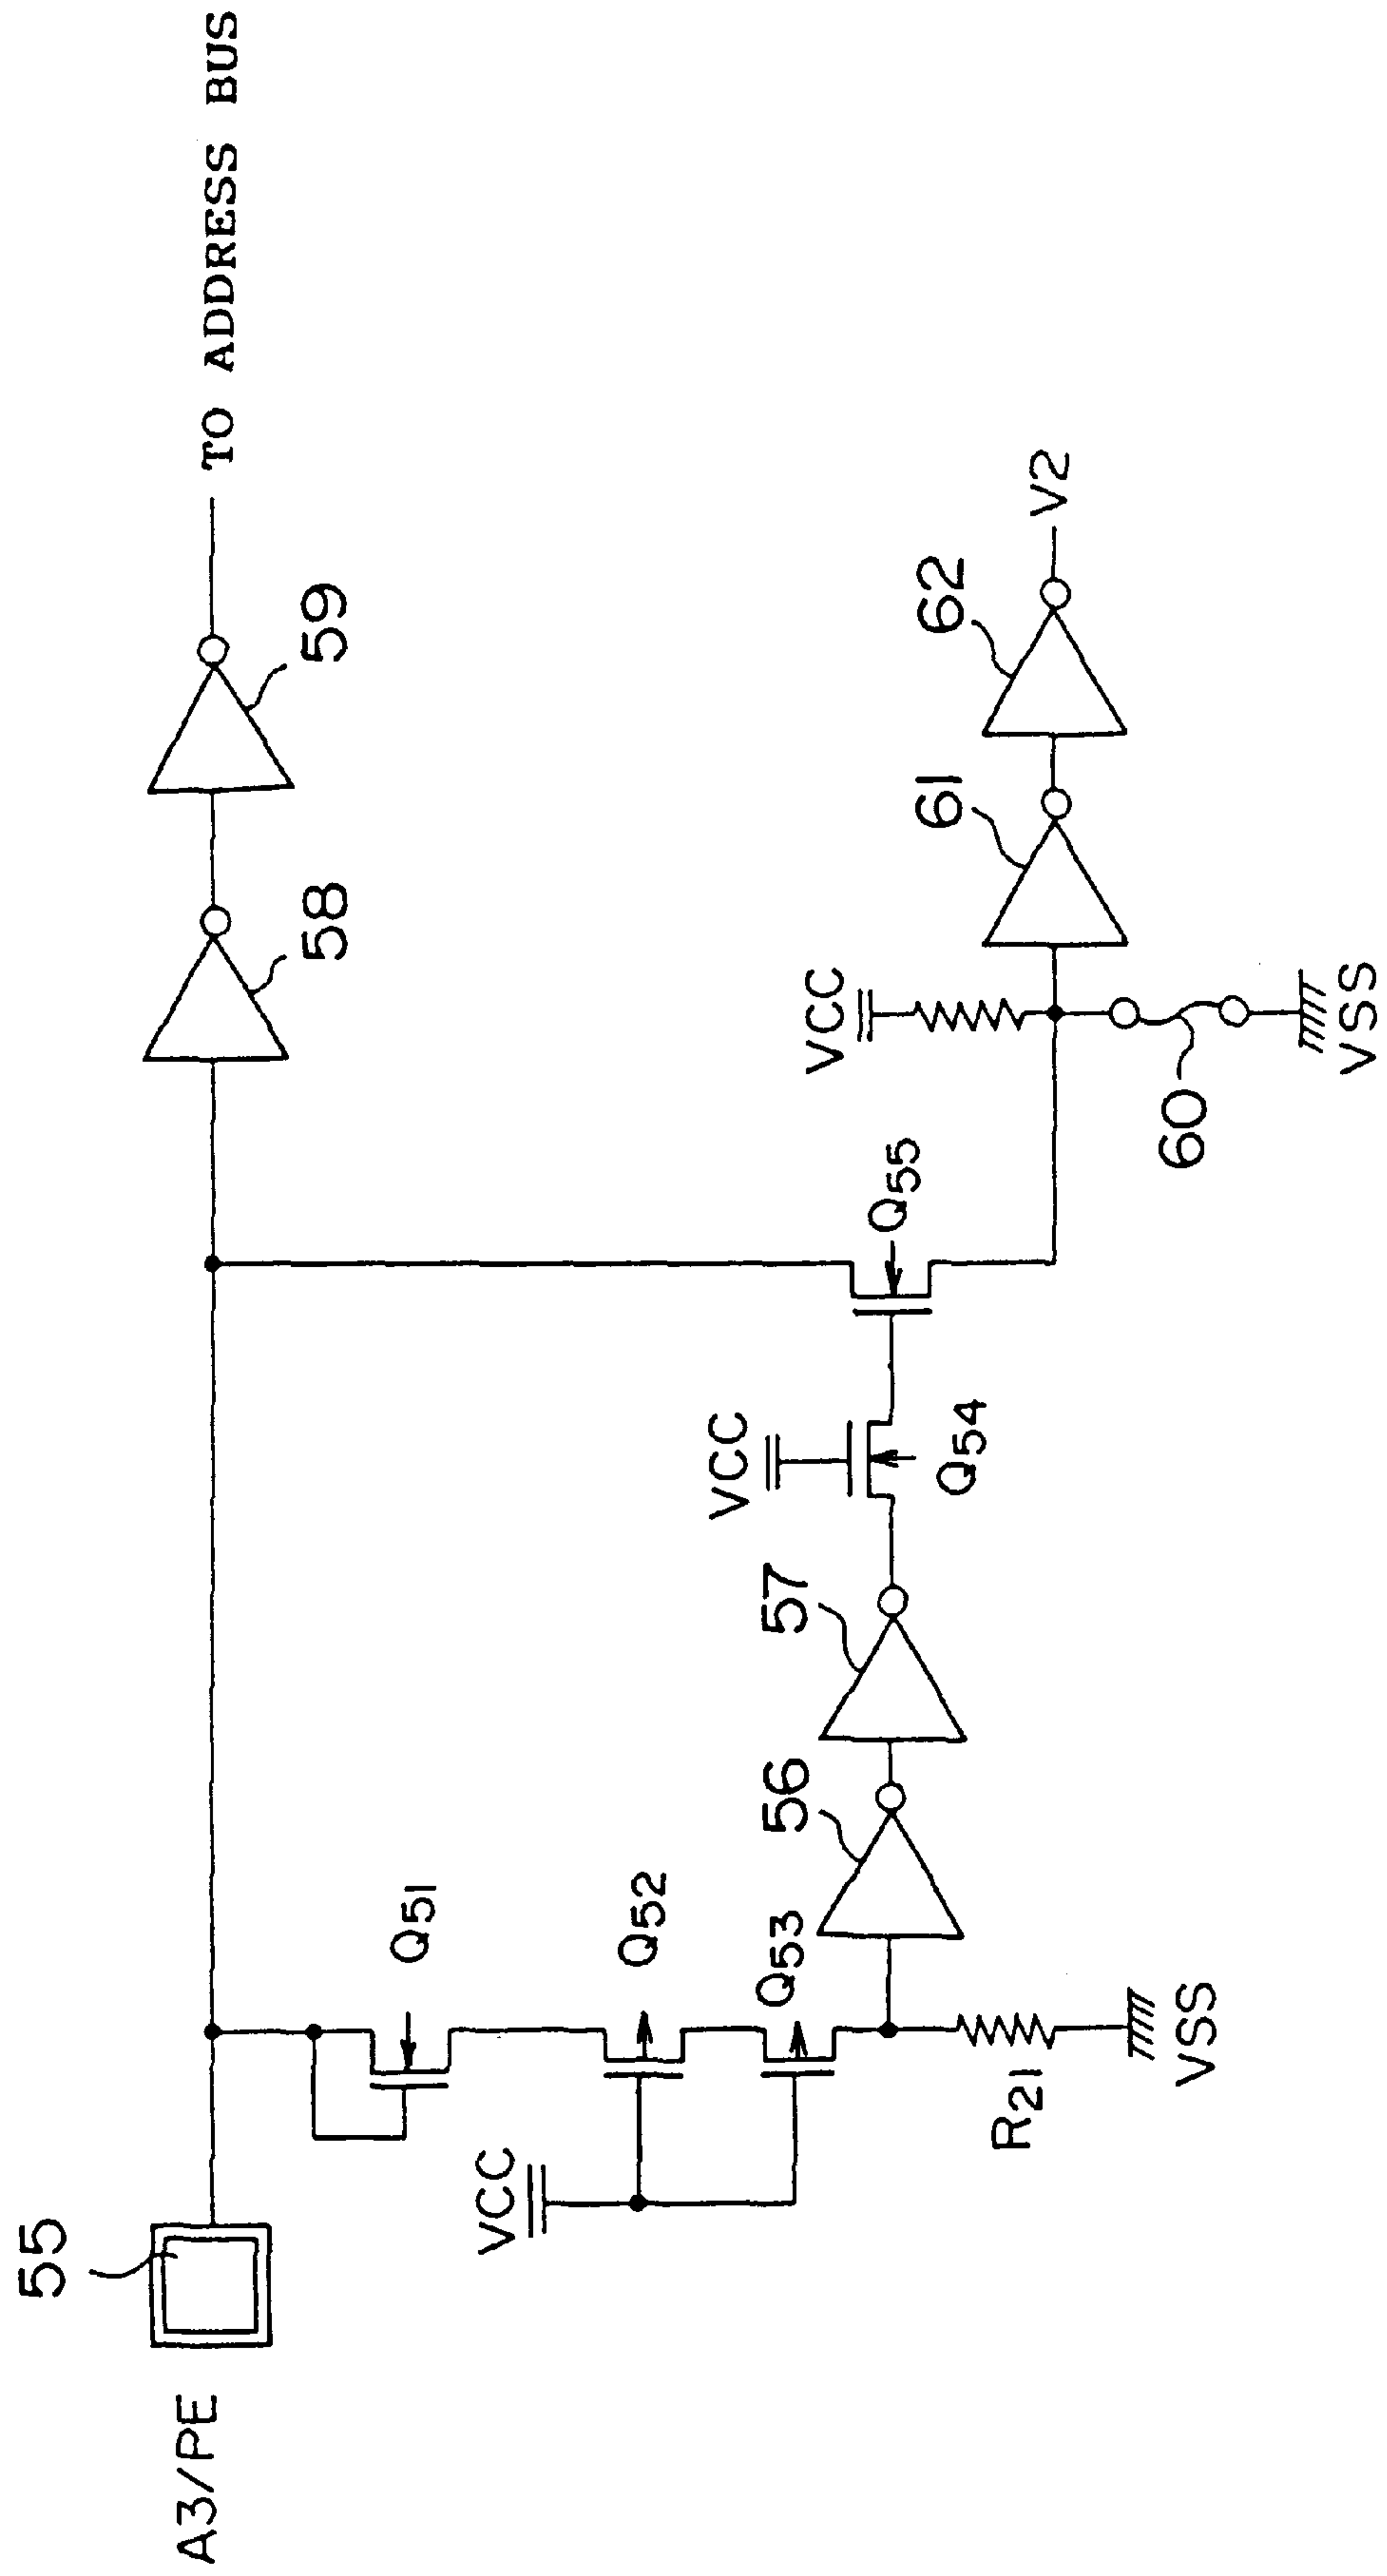 A3/PE
55
TO ADDRESS BUS
58
59
Q51
VCC
Q52
Q53
R21
VSS
56
57
VCC
Q54
Q55
VCC
60
VSS
61
62
V2